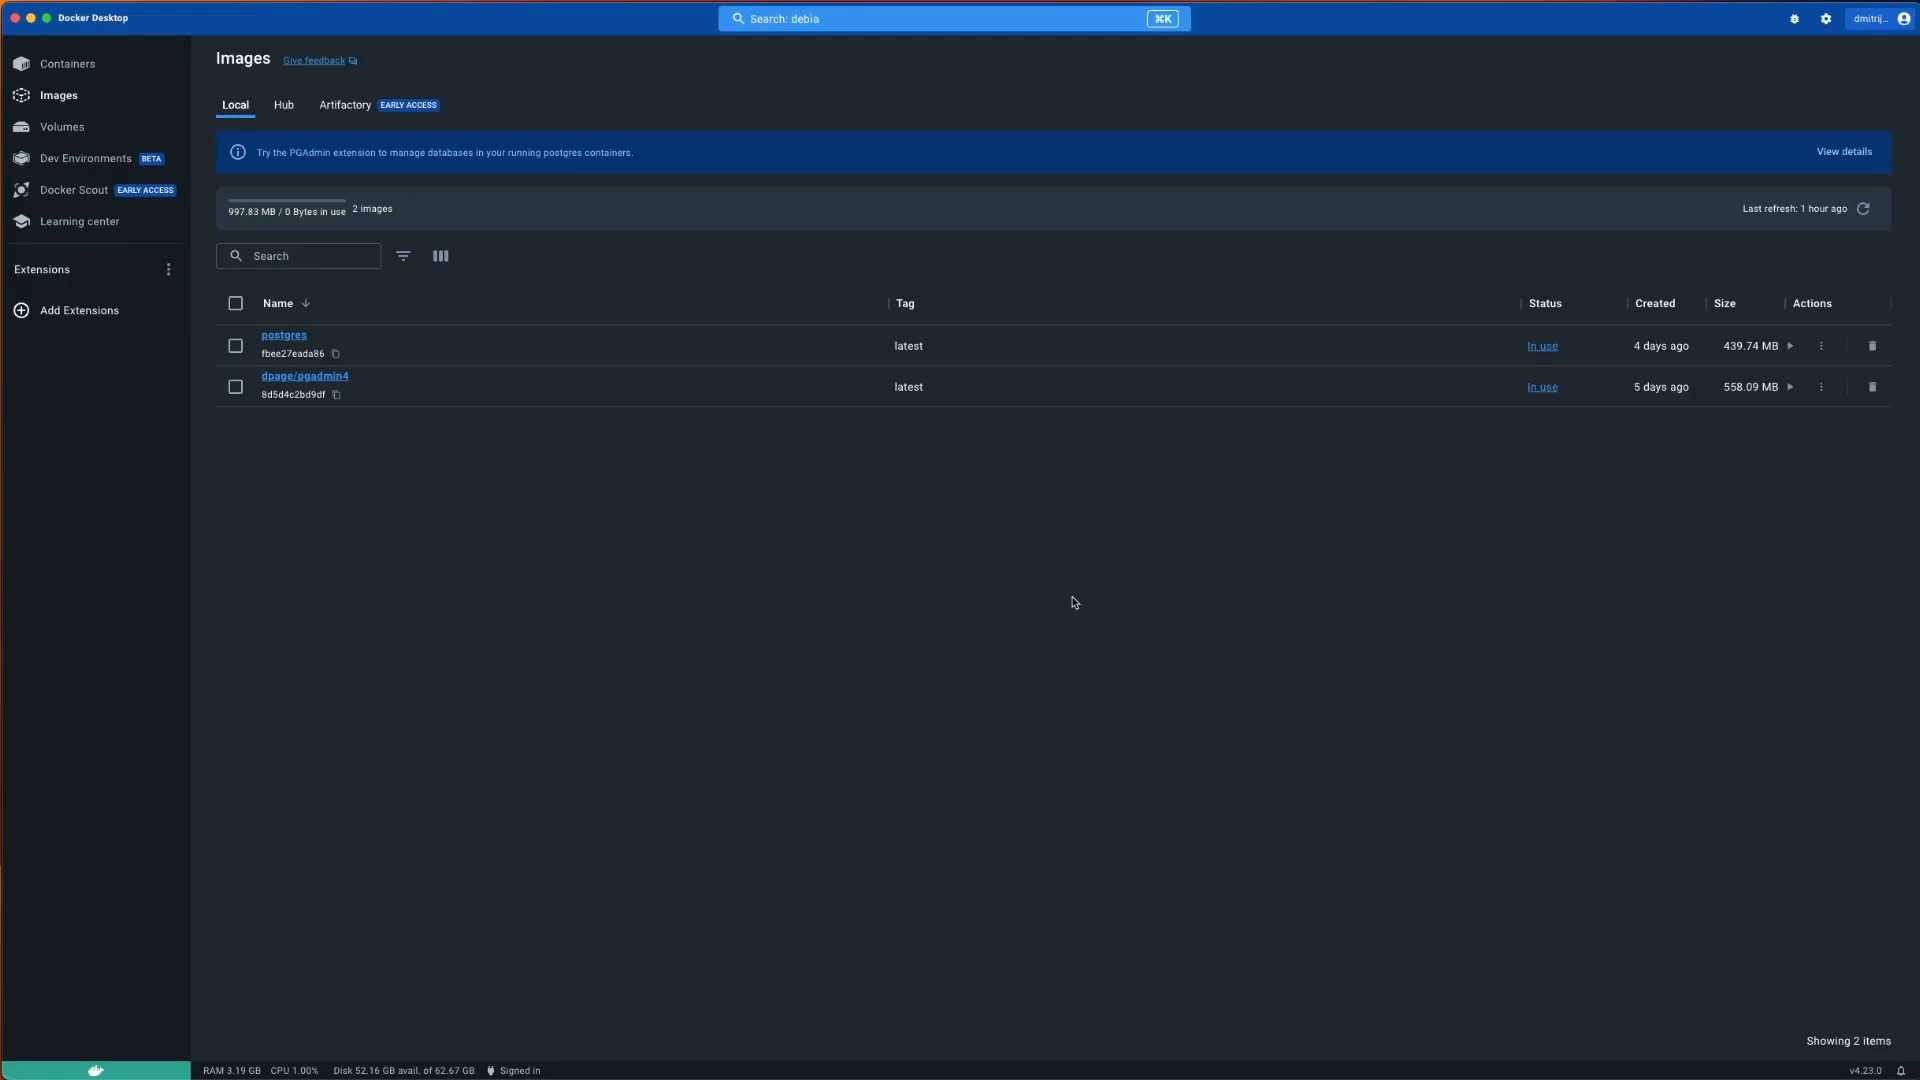 Docker Desktop
Search: debia
⌘K
dmitrij...
Containers
Images
Volumes
Dev Environments BETA
Docker Scout EARLY ACCESS
Learning center
Extensions
Add Extensions
Images Give feedback
Local Hub Artifactory EARLY ACCESS
Try the PGAdmin extension to manage databases in your running postgres containers. View details
997.83 MB / 0 Bytes in use 2 images Last refresh: 1 hour ago
Search
Name Tag Status Created Size Actions
postgres
fbee27eada86
latest In use 4 days ago 439.74 MB
dpage/pgadmin4
8d5d4c2bd9df
latest In use 5 days ago 558.09 MB
Showing 2 items
RAM 3.19 GB CPU 1.00% Disk 52.16 GB avail. of 62.67 GB Signed in v4.23.0